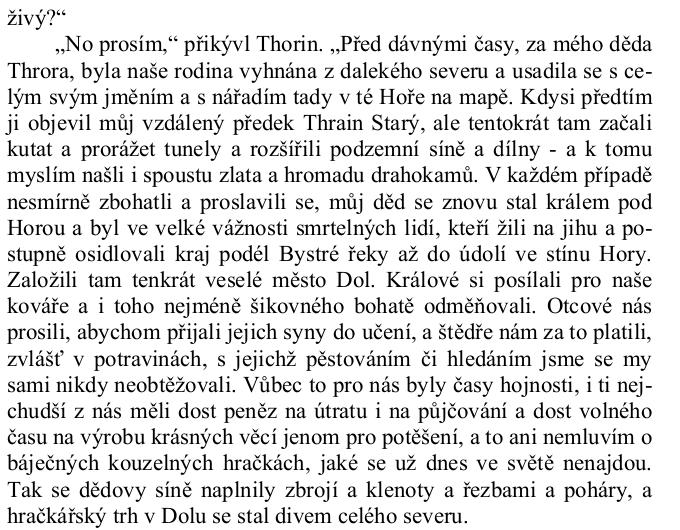 živý?“
„No prosím,“ přikývl Thorin. „Před dávnými časy, za mého děda
Throra, byla naše rodina vyhnána z dalekého severu a usadila se s ce-
lým svým jměním a s nářadím tady v té Hoře na mapě. Kdysi předtím
ji objevil můj vzdálený předek Thrain Starý, ale tentokrát tam začali
kutat a prorážet tunely a rozšířili podzemní síně a dílny - a k tomu
myslím našli i spoustu zlata a hromadu drahokamů. V každém případě
nesmírně zbohatli a proslavili se, můj děd se znovu stal králem pod
Horou a byl ve velké vážnosti smrtelných lidí, kteří žili na jihu a po-
stupně osidlovali kraj podél Bystré řeky až do údolí ve stínu Hory.
Založili tam tenkrát veselé město Dol. Králové si posílali pro naše
kováře a i toho nejméně šikovného bohatě odměňovali. Otcové nás
prosili, abychom přijali jejich syny do učení, a štědře nám za to platili,
zvlášť v potravinách, s jejichž pěstováním či hledáním jsme se my
sami nikdy neobtěžovali. Vůbec to pro nás byly časy hojnosti, i ti nej-
chudší z nás měli dost peněz na útratu i na půjčování a dost volného
času na výrobu krásných věcí jenom pro potěšení, a to ani nemluvím o
báječných kouzelných hračkách, jaké se už dnes ve světě nenajdou.
Tak se dědovy síně naplnily zbrojí a klenoty a řezbami a poháry, a
hračkářský trh v Dolu se stal divem celého severu.